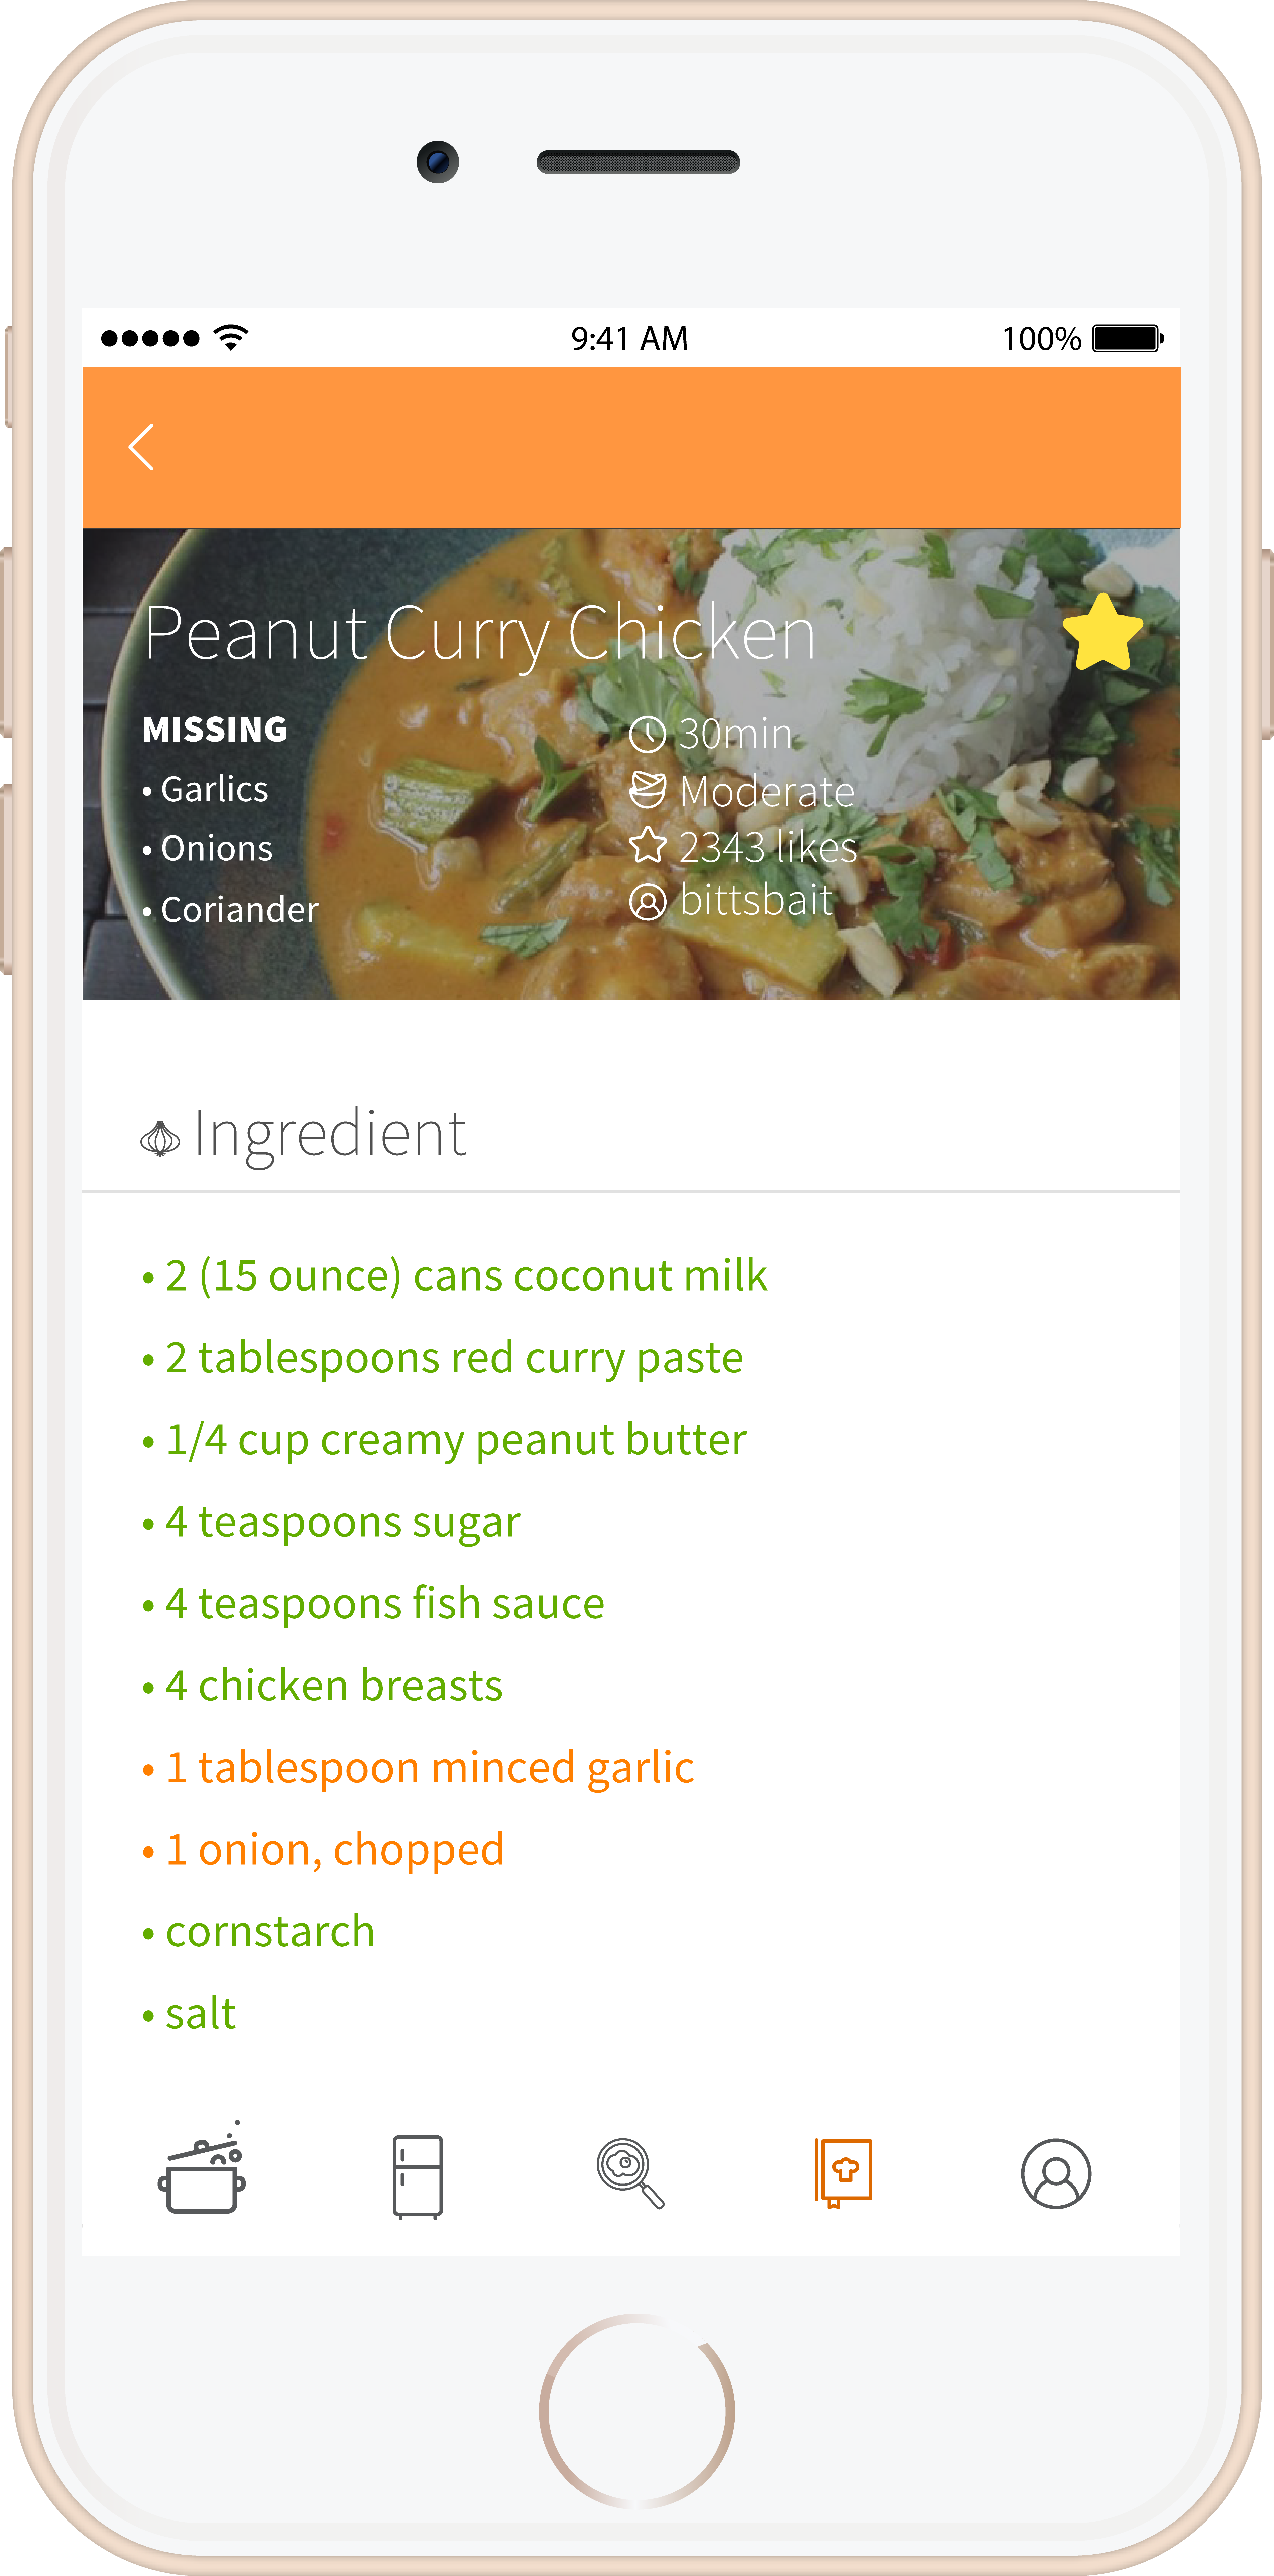 9:41 AM
100%
Peanut Curry Chicken
MISSING
• Garlics
• Onions
• Coriander
30min
Moderate
2343 likes
bittsbait
Ingredient
• 2 (15 ounce) cans coconut milk
• 2 tablespoons red curry paste
• 1/4 cup creamy peanut butter
• 4 teaspoons sugar
• 4 teaspoons fish sauce
• 4 chicken breasts
• 1 tablespoon minced garlic
• 1 onion, chopped
• cornstarch
• salt